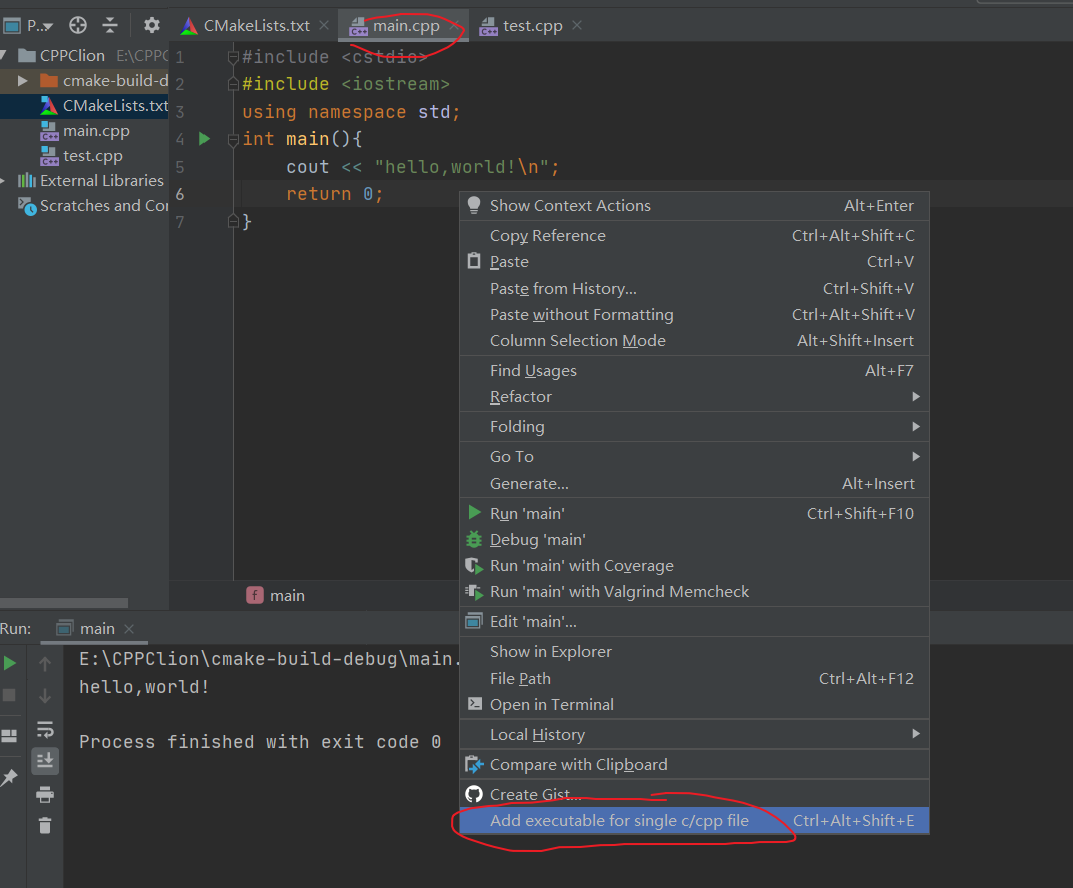 P...
CMakeLists.txt
main.cpp
test.cpp
CPPClion E:\CPPC
cmake-build-d
CMakeLists.txt
main.cpp
test.cpp
External Libraries
Scratches and Con
1 #include <cstdio>
2 #include <iostream>
3 using namespace std;
4 int main(){
5 cout << "hello,world!\n";
6 return 0;
7 }
main
Show Context Actions Alt+Enter
Copy Reference Ctrl+Alt+Shift+C
Paste Ctrl+V
Paste from History... Ctrl+Shift+V
Paste without Formatting Ctrl+Alt+Shift+V
Column Selection Mode Alt+Shift+Insert
Find Usages Alt+F7
Refactor
Folding
Go To
Generate... Alt+Insert
Run 'main' Ctrl+Shift+F10
Debug 'main'
Run 'main' with Coverage
Run 'main' with Valgrind Memcheck
Edit 'main'...
Show in Explorer
File Path Ctrl+Alt+F12
Open in Terminal
Local History
Compare with Clipboard
Create Gist...
Add executable for single c/cpp file Ctrl+Alt+Shift+E
Run: main
E:\CPPClion\cmake-build-debug\main.
hello,world!
Process finished with exit code 0